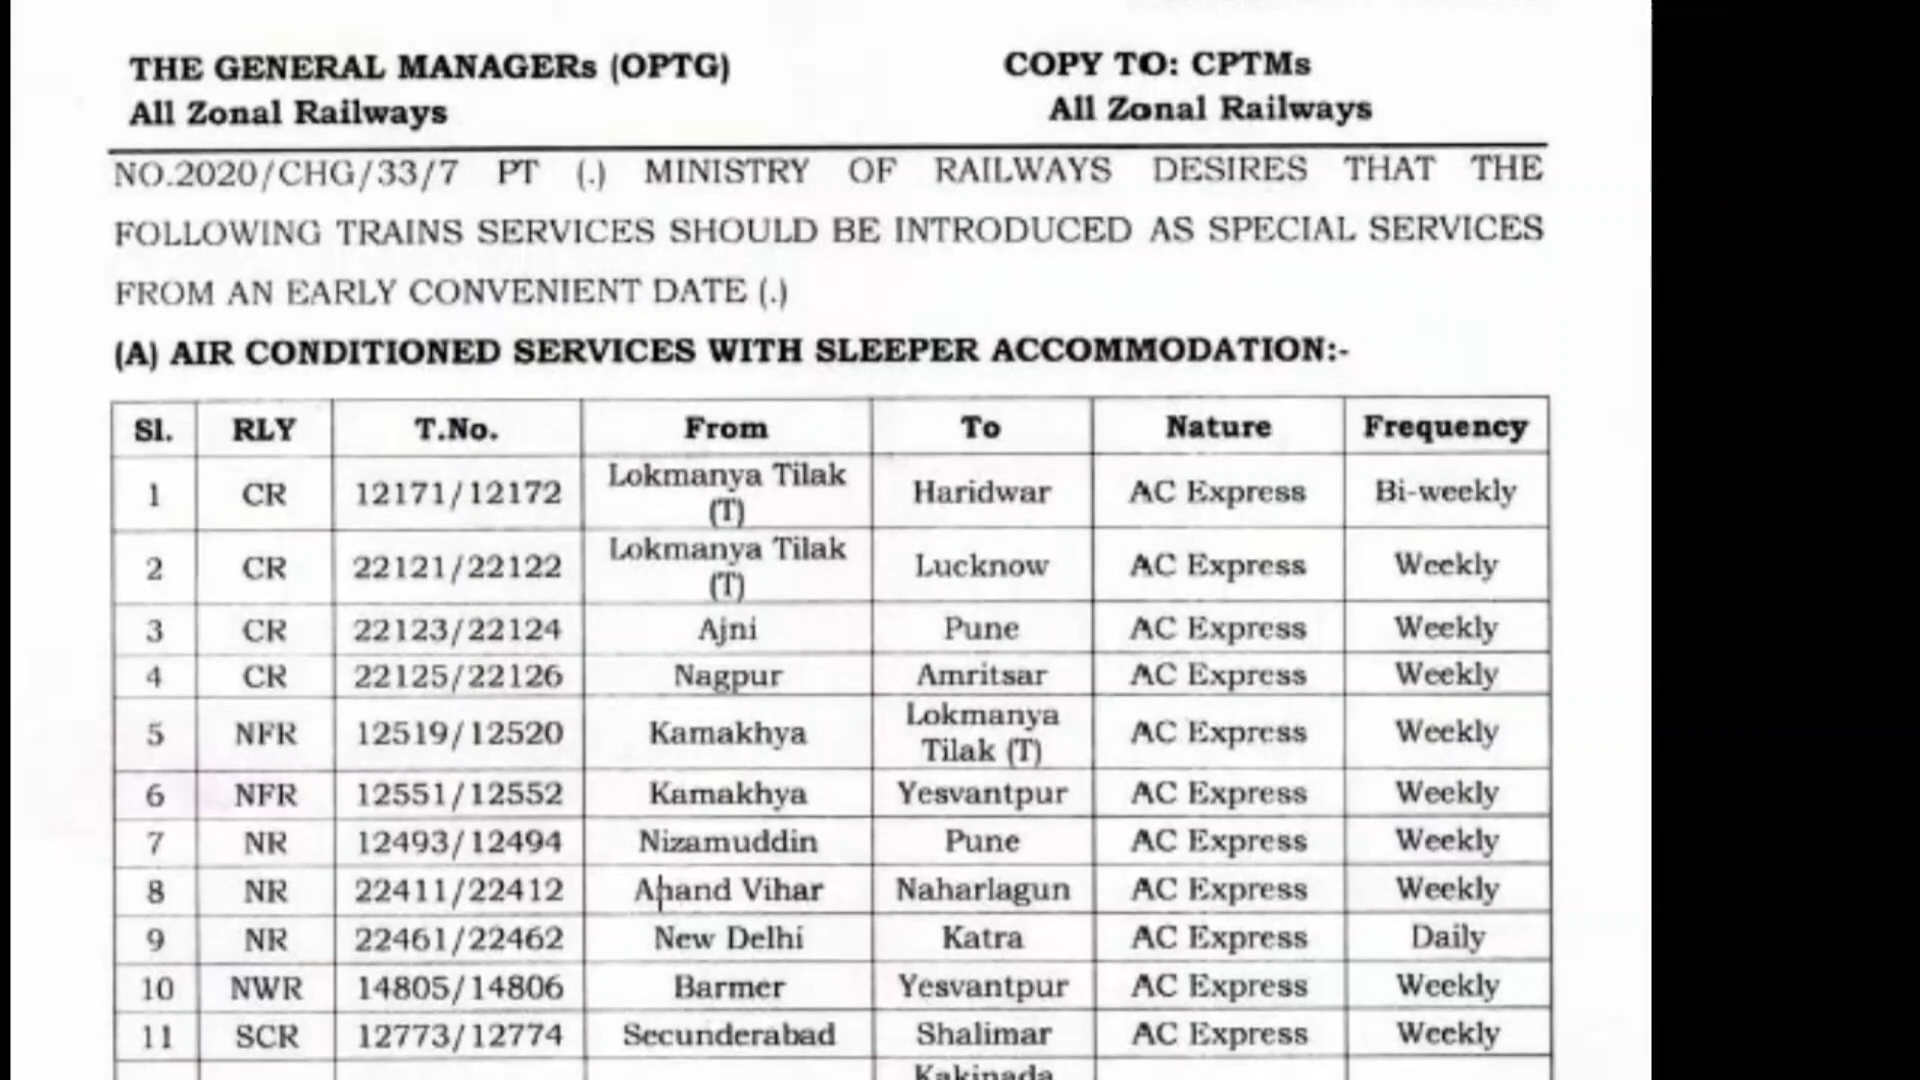 THE GENERAL MANAGERs (OPTG)
COPY TO: CPTMs
All Zonal Railways
All Zonal Railways
NO.2020/CHG/33/7 PT (.) MINISTRY OF RAILWAYS DESIRES THAT THE
FOLLOWING TRAINS SERVICES SHOULD BE INTRODUCED AS SPECIAL SERVICES
FROM AN EARLY CONVENIENT DATE (.)
(A) AIR CONDITIONED SERVICES WITH SLEEPER ACCOMMODATION:-
Sl. RLY T.No. From To Nature Frequency
1 CR 12171/12172 Lokmanya Tilak (T) Haridwar AC Express Bi-weekly
2 CR 22121/22122 Lokmanya Tilak (T) Lucknow AC Express Weekly
3 CR 22123/22124 Ajni Pune AC Express Weekly
4 CR 22125/22126 Nagpur Amritsar AC Express Weekly
5 NFR 12519/12520 Kamakhya Lokmanya Tilak (T) AC Express Weekly
6 NFR 12551/12552 Kamakhya Yesvantpur AC Express Weekly
7 NR 12493/12494 Nizamuddin Pune AC Express Weekly
8 NR 22411/22412 Anand Vihar Naharlagun AC Express Weekly
9 NR 22461/22462 New Delhi Katra AC Express Daily
10 NWR 14805/14806 Barmer Yesvantpur AC Express Weekly
11 SCR 12773/12774 Secunderabad Shalimar AC Express Weekly
Kakinada